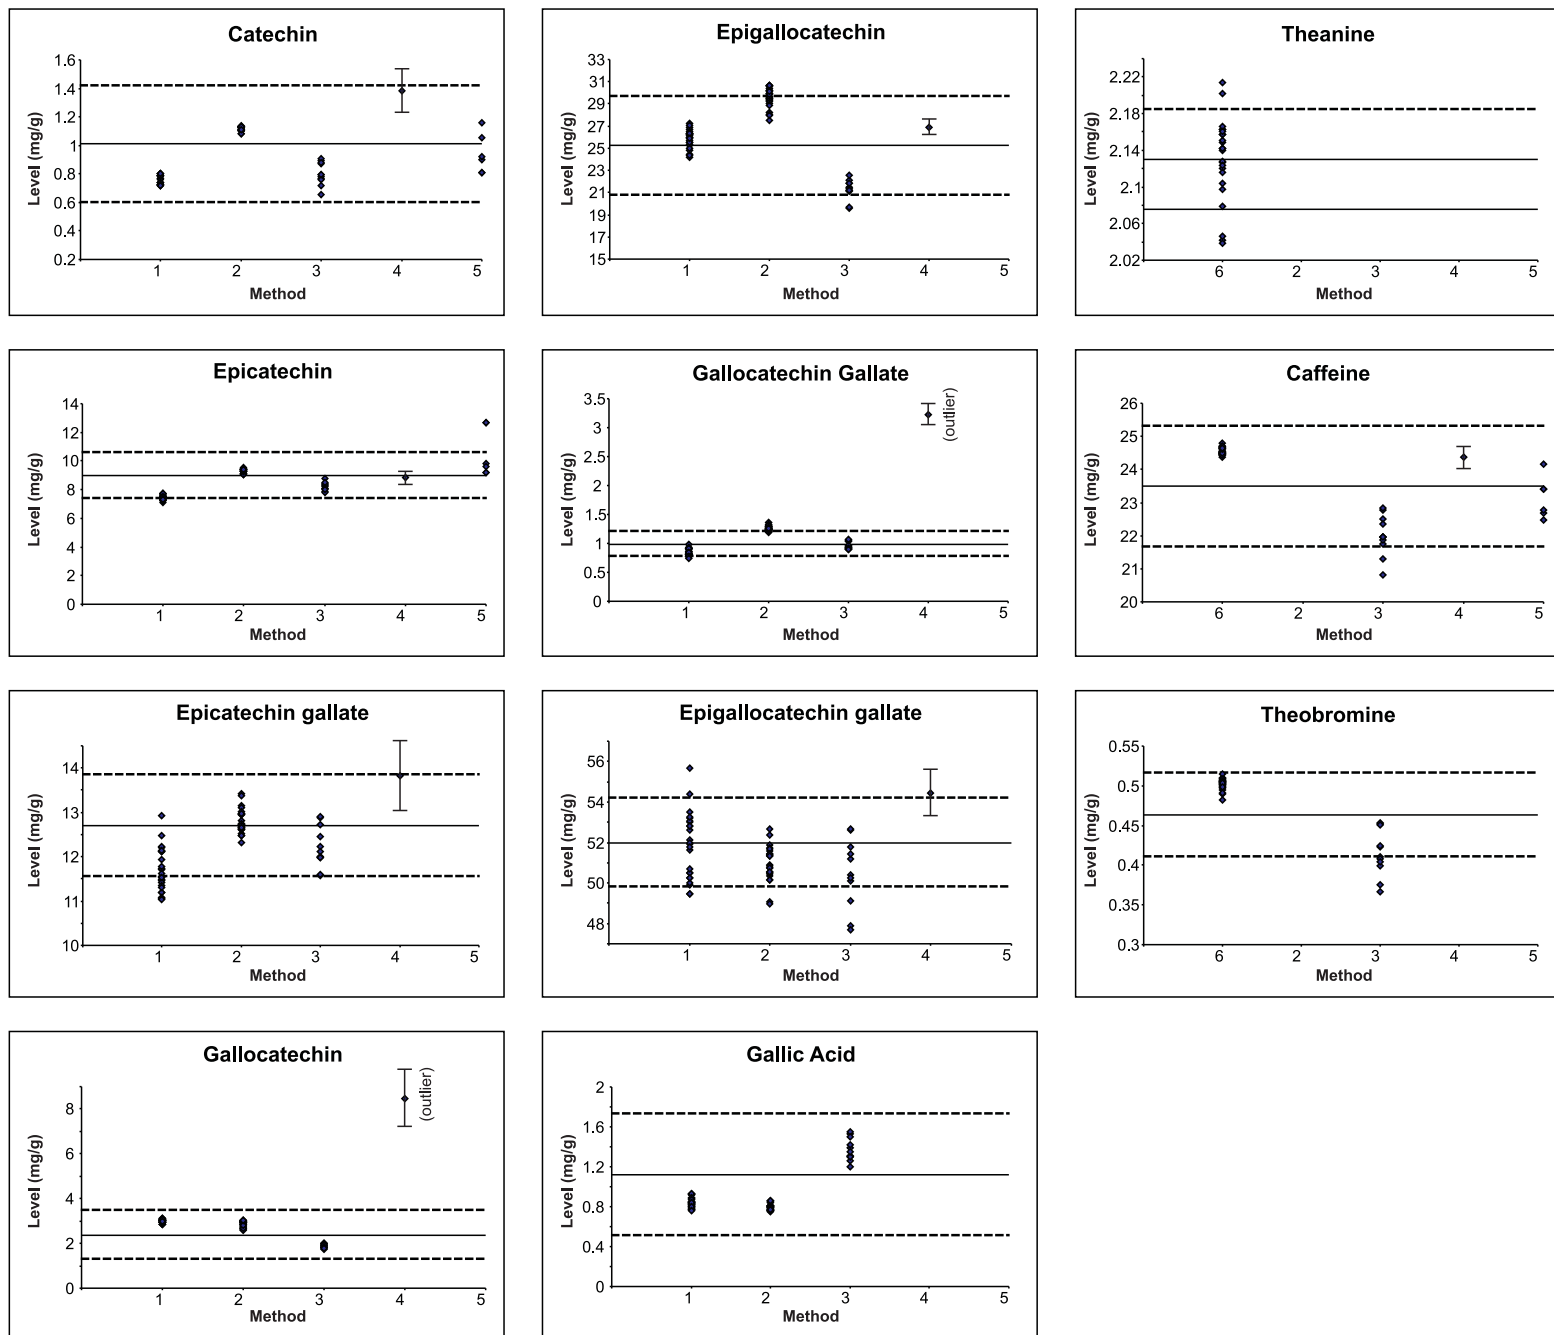 Catechin
Level (mg/g)
1.6
1.4
1.2
1
0.8
0.6
0.4
0.2
1 2 3 4 5
Method
Epigallocatechin
Level (mg/g)
33
31
29
27
25
23
21
19
17
15
1 2 3 4 5
Method
Theanine
Level (mg/g)
2.22
2.18
2.14
2.1
2.06
2.02
6 2 3 4 5
Method
Epicatechin
Level (mg/g)
14
12
10
8
6
4
2
0
1 2 3 4 5
Method
Gallocatechin Gallate
Level (mg/g)
3.5
3
2.5
2
1.5
1
0.5
0
(outlier)
1 2 3 4 5
Method
Caffeine
Level (mg/g)
26
25
24
23
22
21
20
6 2 3 4 5
Method
Epicatechin gallate
Level (mg/g)
14
13
12
11
10
1 2 3 4 5
Method
Epigallocatechin gallate
Level (mg/g)
56
54
52
50
48
1 2 3 4 5
Method
Theobromine
Level (mg/g)
0.55
0.5
0.45
0.4
0.35
0.3
6 2 3 4 5
Method
Gallocatechin
Level (mg/g)
8
6
4
2
0
(outlier)
1 2 3 4 5
Method
Gallic Acid
Level (mg/g)
2
1.6
1.2
0.8
0.4
0
1 2 3 4 5
Method